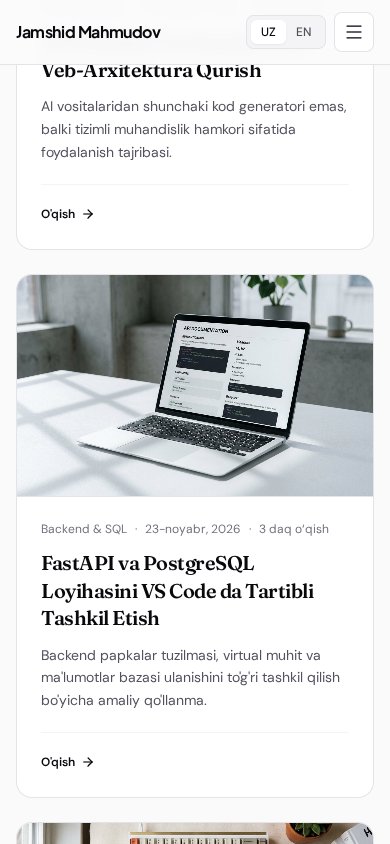 Jamshid Mahmudov
UZ EN
Veb-Arxitektura Qurish
AI vositalaridan shunchaki kod generatori emas,
balki tizimli muhandislik hamkori sifatida
foydalanish tajribasi.
O'qish →
API DOCUMENTATION
Backend & SQL · 23-noyabr, 2026 · 3 daq o‘qish
FastAPI va PostgreSQL
Loyihasini VS Code da Tartibli
Tashkil Etish
Backend papkalar tuzilmasi, virtual muhit va
ma'lumotlar bazasi ulanishini to'g'ri tashkil qilish
bo'yicha amaliy qo'llanma.
O'qish →